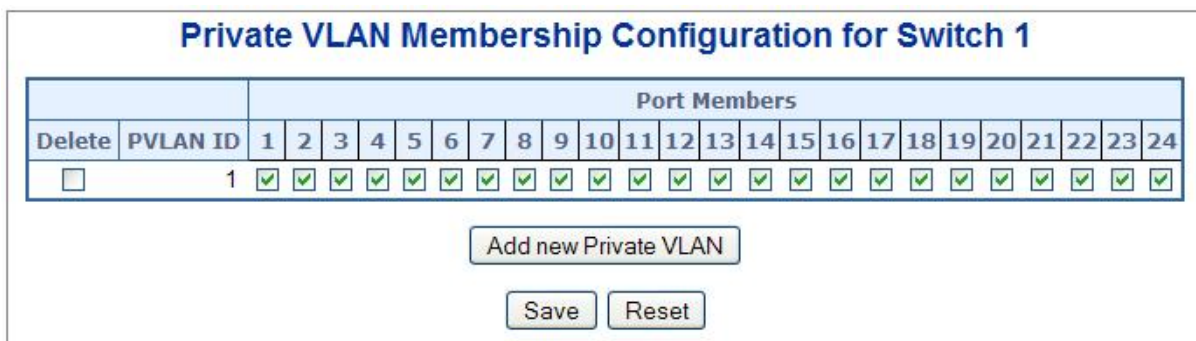 Private VLAN Membership Configuration for Switch 1
Port Members
Delete PVLAN ID 1 2 3 4 5 6 7 8 9 10 11 12 13 14 15 16 17 18 19 20 21 22 23 24
1
Add new Private VLAN
Save Reset